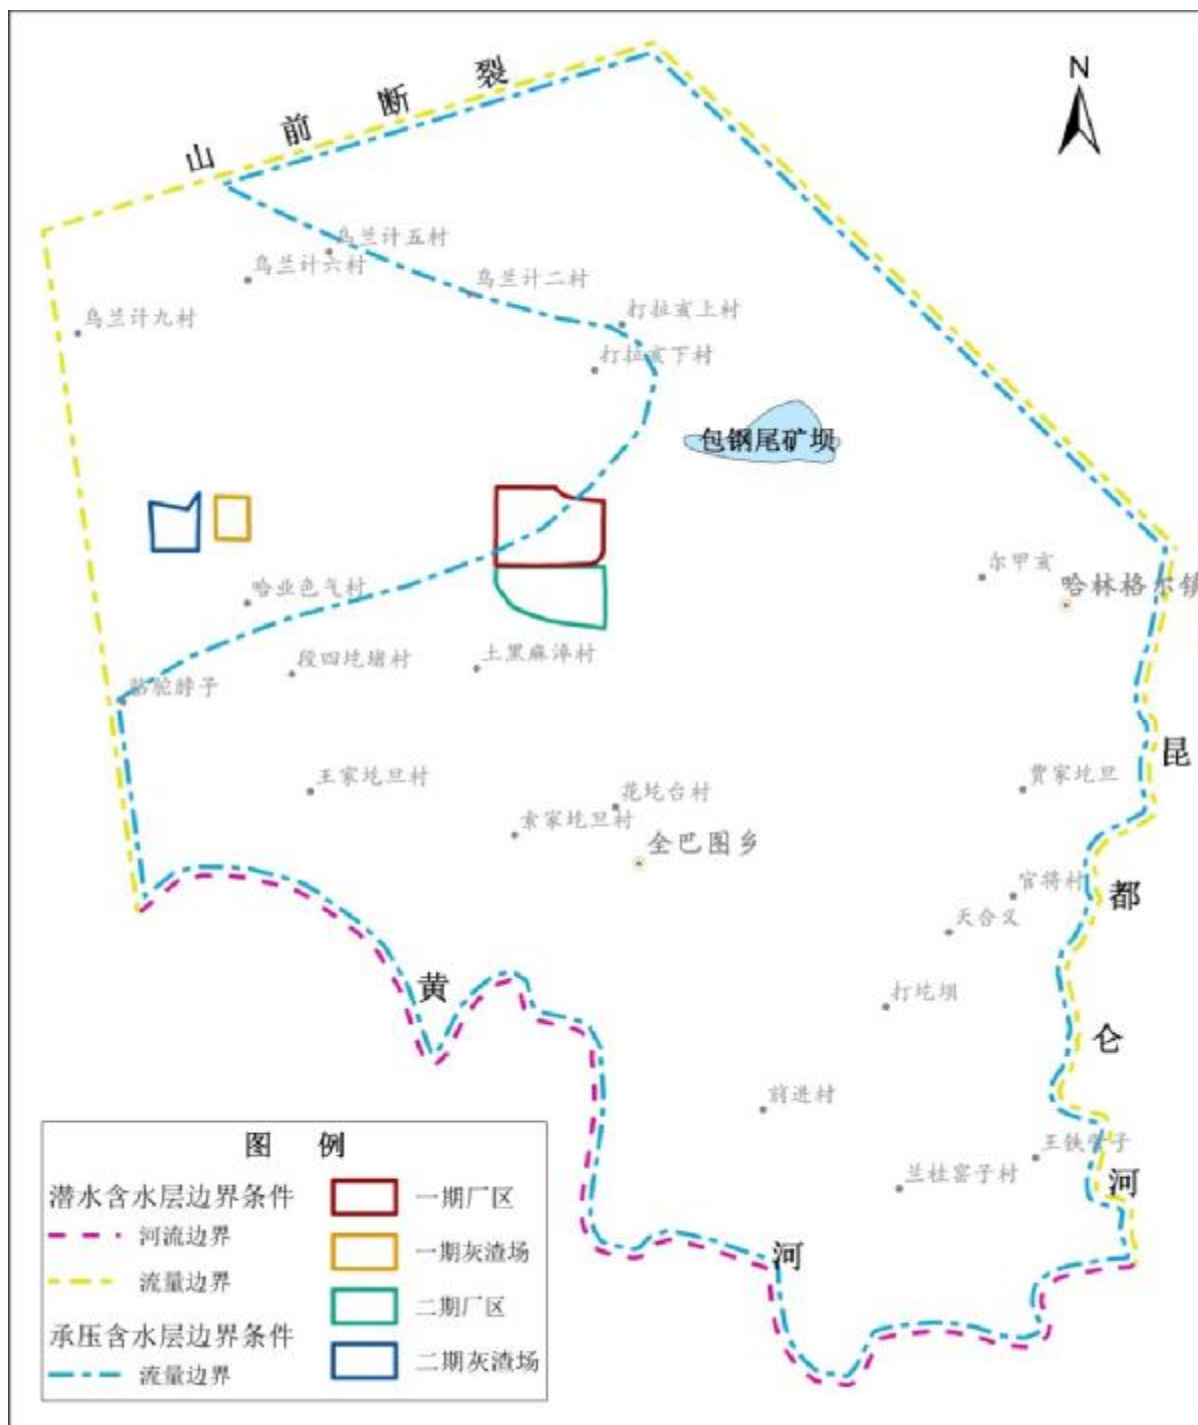 山前断裂
N
乌兰计五村
乌兰计六村
乌兰计二村
乌兰计九村
打拉亥上村
打拉亥下村
包钢尾矿坝
尔甲亥
哈林格尔镇
哈业色气村
段四圪堵村
土黑麻淖村
骆驼脖子
昆都仑河
王家圪旦村
花圪台村
索家圪旦村
全巴图乡
贾家圪旦
官将村
天合义
黄河
打圪坝
前进村
兰柱窑子村
图 例
潜水含水层边界条件
河流边界
流量边界
承压含水层边界条件
流量边界
一期厂区
一期灰渣场
二期厂区
二期灰渣场